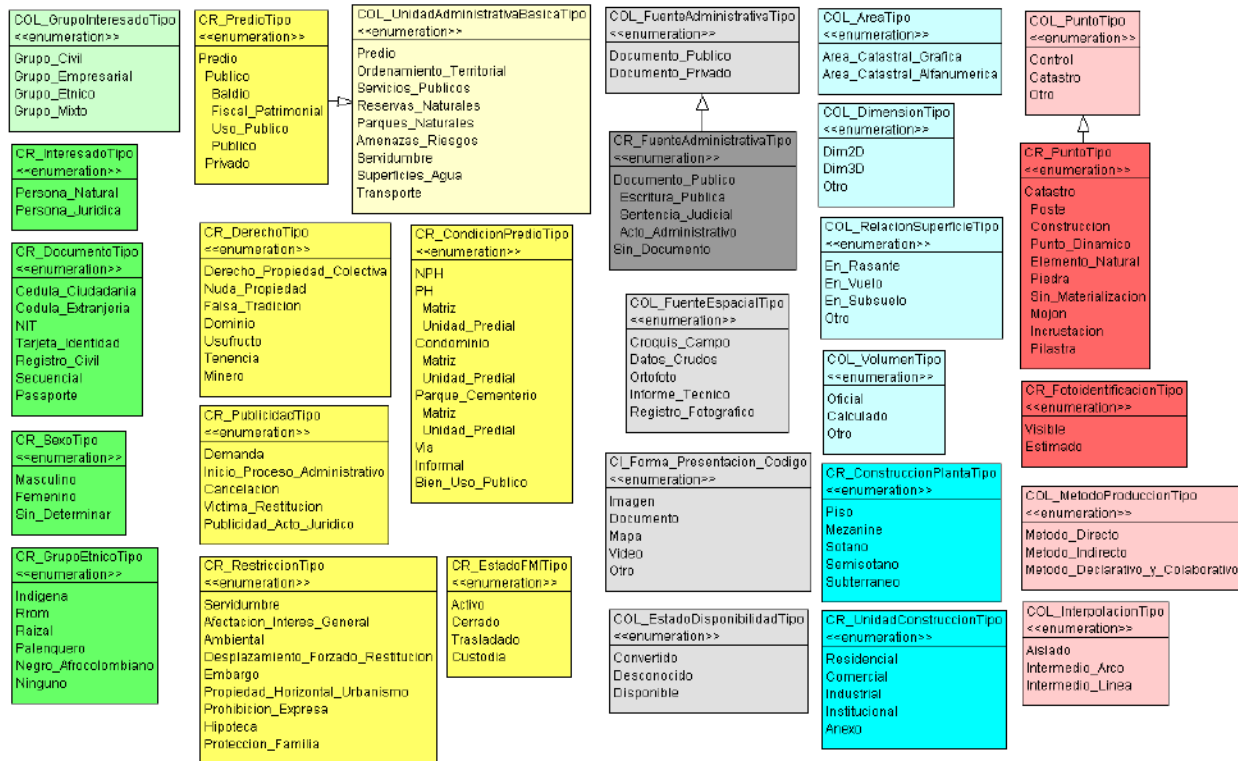 COL_GrupoInteresadoTipo
<<enumeration>>
Grupo_Civil
Grupo_Empresarial
Grupo_Etnico
Grupo_Mixto
CR_InteresadoTipo
<<enumeration>>
Persona_Natural
Persona_Juridica
CR_DocumentoTipo
<<enumeration>>
Cedula_Ciudadania
Cedula_Extranjeria
NIT
Tarjeta_Identidad
Registro_Civil
Secuencial
Pasaporte
CR_SexoTipo
<<enumeration>>
Masculino
Femenino
Sin_Determinar
CR_GrupoEtnicoTipo
<<enumeration>>
Indigena
Rrom
Raizal
Palenquero
Negro_Afrocolombiano
Ninguno
CR_PredioTipo
<<enumeration>>
Predio
Publico
Baldio
Fiscal_Patrimonial
Uso_Publico
Publico
Privado
COL_UnidadAdministrativaBasicaTipo
<<enumeration>>
Predio
Ordenamiento_Territorial
Servicios_Publicos
Reservas_Naturales
Parques_Naturales
Amenazas_Riesgos
Servidumbre
Superficies_Agua
Transporte
CR_DerechoTipo
<<enumeration>>
Derecho_Propiedad_Colectiva
Nuda_Propiedad
Falsa_Tradicion
Dominio
Usufructo
Tenencia
Minero
CR_PublicidadTipo
<<enumeration>>
Demanda
Inicio_Proceso_Administrativo
Cancelacion
Victima_Restitucion
Publicidad_Acto_Juridico
CR_CondicionPredioTipo
<<enumeration>>
NPH
PH
Matriz
Unidad_Predial
Condominio
Matriz
Unidad_Predial
Parque_Cementerio
Matriz
Unidad_Predial
Via
Informal
Bien_Uso_Publico
CR_RestriccionTipo
<<enumeration>>
Servidumbre
Afectacion_Interes_General
Ambiental
Desplazamiento_Forzado_Restitucion
Embargo
Propiedad_Horizontal_Urbanismo
Prohibicion_Expresa
Hipoteca
Proteccion_Familia
CR_EstadoFMITipo
<<enumeration>>
Activo
Cerrado
Trasladado
Custodia
COL_FuenteAdministrativaTipo
<<enumeration>>
Documento_Publico
Documento_Privado
CR_FuenteAdministrativaTipo
<<enumeration>>
Documento_Publico
Escritura_Publica
Sentencia_Judicial
Acto_Administrativo
Sin_Documento
COL_FuenteEspacialTipo
<<enumeration>>
Croquis_Campo
Datos_Crudos
Ortofoto
Informe_Tecnico
Registro_Fotografico
CI_Forma_Presentacion_Codigo
<<enumeration>>
Imagen
Documento
Mapa
Video
Otro
COL_EstadoDisponibilidadTipo
<<enumeration>>
Convertido
Desconocido
Disponible
COL_AreaTipo
<<enumeration>>
Area_Catastral_Grafica
Area_Catastral_Alfanumerica
COL_DimensionTipo
<<enumeration>>
Dim2D
Dim3D
Otro
COL_RelacionSuperficieTipo
<<enumeration>>
En_Rasante
En_Vuelo
En_Subsuelo
Otro
COL_VolumenTipo
<<enumeration>>
Oficial
Calculado
Otro
CR_ConstruccionPlantaTipo
<<enumeration>>
Piso
Mezanine
Sotano
Semisotano
Subterraneo
CR_UnidadConstruccionTipo
<<enumeration>>
Residencial
Comercial
Industrial
Institucional
Anexo
COL_PuntoTipo
<<enumeration>>
Control
Catastro
Otro
CR_PuntoTipo
<<enumeration>>
Catastro
Poste
Construccion
Punto_Dinamico
Elemento_Natural
Piedra
Sin_Materializacion
Mojon
Incrustacion
Pilastra
CR_FotoidentificacionTipo
<<enumeration>>
Visible
Estimado
COL_MetodoProduccionTipo
<<enumeration>>
Metodo_Directo
Metodo_Indirecto
Metodo_Declarativo_y_Colaborativo
COL_InterpolacionTipo
<<enumeration>>
Aislado
Intermedio_Arco
Intermedio_Linea